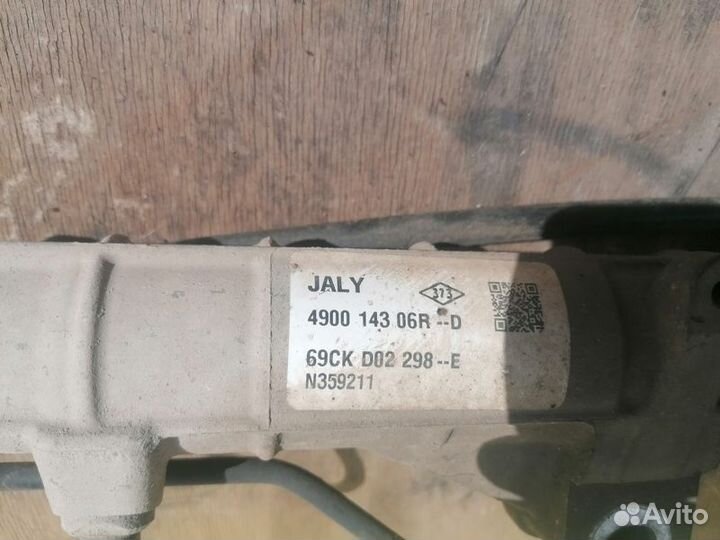 JALY
373
4900 143 06R--D
69CK D02 298--E
N359211
Avito